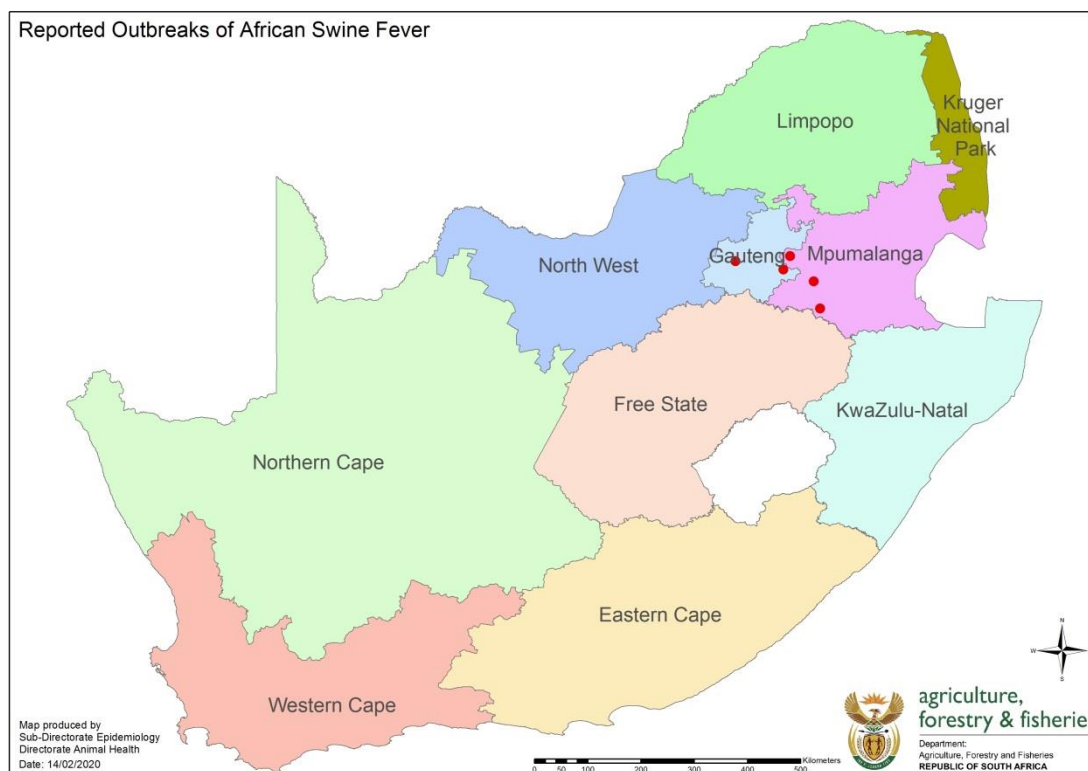 Reported Outbreaks of African Swine Fever
Limpopo
Kruger
National
Park
North West
Gauteng
Mpumalanga
Free State
KwaZulu-Natal
Northern Cape
Eastern Cape
Western Cape
N
W
S
Map produced by
Sub-Directorate Epidemiology
Directorate Animal Health
Date: 14/02/2020
Kilometers
0 50 100 200 300 400 500
agriculture,
forestry & fisherie
Department:
Agriculture, Forestry and Fisheries
REPUBLIC OF SOUTH AFRICA